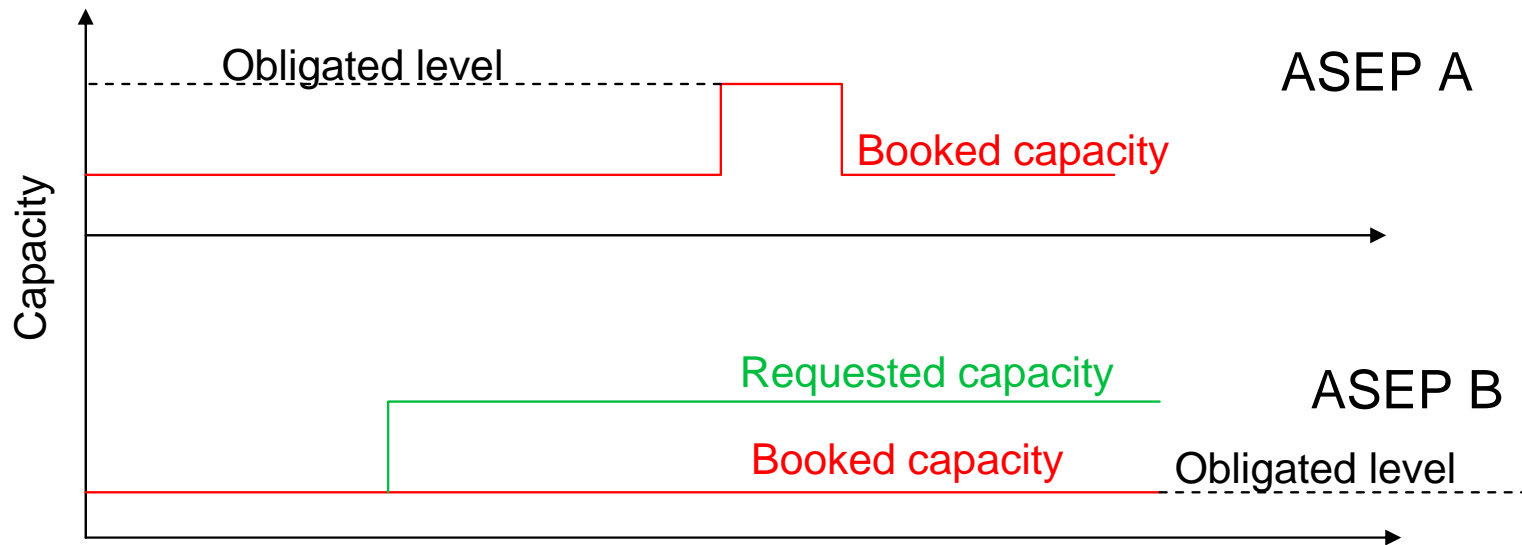 Obligated level
ASEP A
Booked capacity
Capacity
Requested capacity
ASEP B
Booked capacity
Obligated level